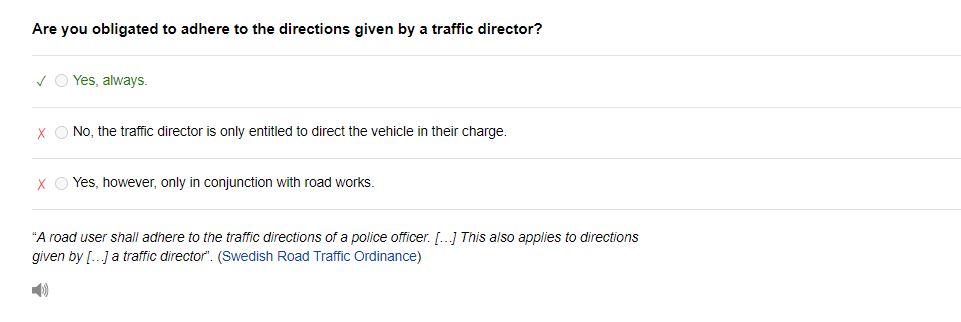 Are you obligated to adhere to the directions given by a traffic director?
✓ Yes, always.
X No, the traffic director is only entitled to direct the vehicle in their charge.
X Yes, however, only in conjunction with road works.
“A road user shall adhere to the traffic directions of a police officer. […] This also applies to directions
given by […] a traffic director”. (Swedish Road Traffic Ordinance)